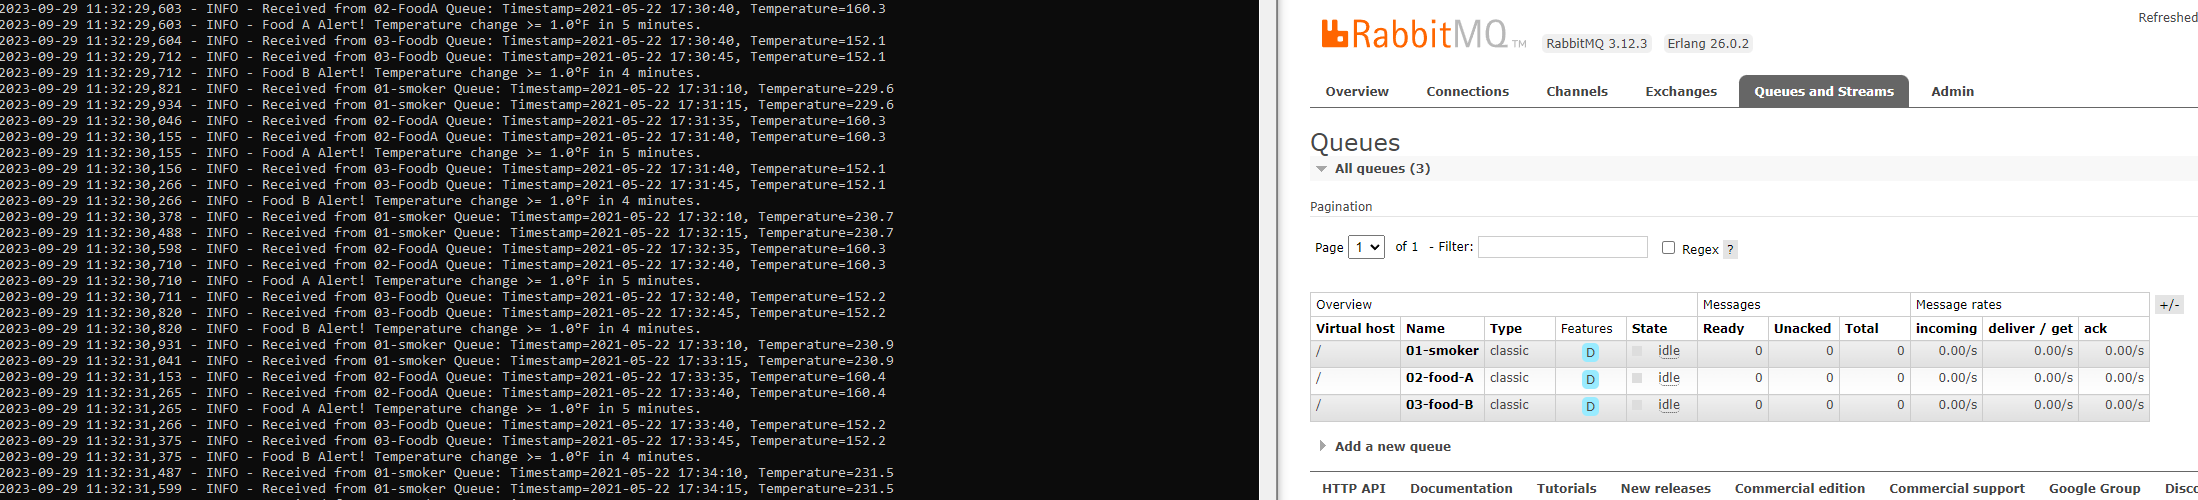 2023-09-29 11:32:29,603 - INFO - Received from 02-FoodA Queue: Timestamp=2021-05-22 17:30:40, Temperature=160.3
2023-09-29 11:32:29,603 - INFO - Food A Alert! Temperature change >= 1.0°F in 5 minutes.
2023-09-29 11:32:29,604 - INFO - Received from 03-Foodb Queue: Timestamp=2021-05-22 17:30:40, Temperature=152.1
2023-09-29 11:32:29,712 - INFO - Received from 03-Foodb Queue: Timestamp=2021-05-22 17:30:45, Temperature=152.1
2023-09-29 11:32:29,712 - INFO - Food B Alert! Temperature change >= 1.0°F in 4 minutes.
2023-09-29 11:32:29,821 - INFO - Received from 01-smoker Queue: Timestamp=2021-05-22 17:31:10, Temperature=229.6
2023-09-29 11:32:29,934 - INFO - Received from 01-smoker Queue: Timestamp=2021-05-22 17:31:15, Temperature=229.6
2023-09-29 11:32:30,046 - INFO - Received from 02-FoodA Queue: Timestamp=2021-05-22 17:31:35, Temperature=160.3
2023-09-29 11:32:30,155 - INFO - Received from 02-FoodA Queue: Timestamp=2021-05-22 17:31:40, Temperature=160.3
2023-09-29 11:32:30,155 - INFO - Food A Alert! Temperature change >= 1.0°F in 5 minutes.
2023-09-29 11:32:30,156 - INFO - Received from 03-Foodb Queue: Timestamp=2021-05-22 17:31:40, Temperature=152.1
2023-09-29 11:32:30,266 - INFO - Received from 03-Foodb Queue: Timestamp=2021-05-22 17:31:45, Temperature=152.1
2023-09-29 11:32:30,266 - INFO - Food B Alert! Temperature change >= 1.0°F in 4 minutes.
2023-09-29 11:32:30,378 - INFO - Received from 01-smoker Queue: Timestamp=2021-05-22 17:32:10, Temperature=230.7
2023-09-29 11:32:30,488 - INFO - Received from 01-smoker Queue: Timestamp=2021-05-22 17:32:15, Temperature=230.7
2023-09-29 11:32:30,598 - INFO - Received from 02-FoodA Queue: Timestamp=2021-05-22 17:32:35, Temperature=160.3
2023-09-29 11:32:30,710 - INFO - Received from 02-FoodA Queue: Timestamp=2021-05-22 17:32:40, Temperature=160.3
2023-09-29 11:32:30,710 - INFO - Food A Alert! Temperature change >= 1.0°F in 5 minutes.
2023-09-29 11:32:30,711 - INFO - Received from 03-Foodb Queue: Timestamp=2021-05-22 17:32:40, Temperature=152.2
2023-09-29 11:32:30,820 - INFO - Received from 03-Foodb Queue: Timestamp=2021-05-22 17:32:45, Temperature=152.2
2023-09-29 11:32:30,820 - INFO - Food B Alert! Temperature change >= 1.0°F in 4 minutes.
2023-09-29 11:32:30,931 - INFO - Received from 01-smoker Queue: Timestamp=2021-05-22 17:33:10, Temperature=230.9
2023-09-29 11:32:31,041 - INFO - Received from 01-smoker Queue: Timestamp=2021-05-22 17:33:15, Temperature=230.9
2023-09-29 11:32:31,153 - INFO - Received from 02-FoodA Queue: Timestamp=2021-05-22 17:33:35, Temperature=160.4
2023-09-29 11:32:31,265 - INFO - Received from 02-FoodA Queue: Timestamp=2021-05-22 17:33:40, Temperature=160.4
2023-09-29 11:32:31,265 - INFO - Food A Alert! Temperature change >= 1.0°F in 5 minutes.
2023-09-29 11:32:31,266 - INFO - Received from 03-Foodb Queue: Timestamp=2021-05-22 17:33:40, Temperature=152.2
2023-09-29 11:32:31,375 - INFO - Received from 03-Foodb Queue: Timestamp=2021-05-22 17:33:45, Temperature=152.2
2023-09-29 11:32:31,375 - INFO - Food B Alert! Temperature change >= 1.0°F in 4 minutes.
2023-09-29 11:32:31,487 - INFO - Received from 01-smoker Queue: Timestamp=2021-05-22 17:34:10, Temperature=231.5
2023-09-29 11:32:31,599 - INFO - Received from 01-smoker Queue: Timestamp=2021-05-22 17:34:15, Temperature=231.5
Refreshed
RabbitMQ TM RabbitMQ 3.12.3 Erlang 26.0.2
Overview Connections Channels Exchanges Queues and Streams Admin
Queues
All queues (3)
Pagination
Page 1 of 1 - Filter: Regex ?
Overview Messages Message rates +/-
Virtual host Name Type Features State Ready Unacked Total incoming deliver / get ack
/ 01-smoker classic D idle 0 0 0 0.00/s 0.00/s 0.00/s
/ 02-food-A classic D idle 0 0 0 0.00/s 0.00/s 0.00/s
/ 03-food-B classic D idle 0 0 0 0.00/s 0.00/s 0.00/s
Add a new queue
HTTP API Documentation Tutorials New releases Commercial edition Commercial support Google Group Disco